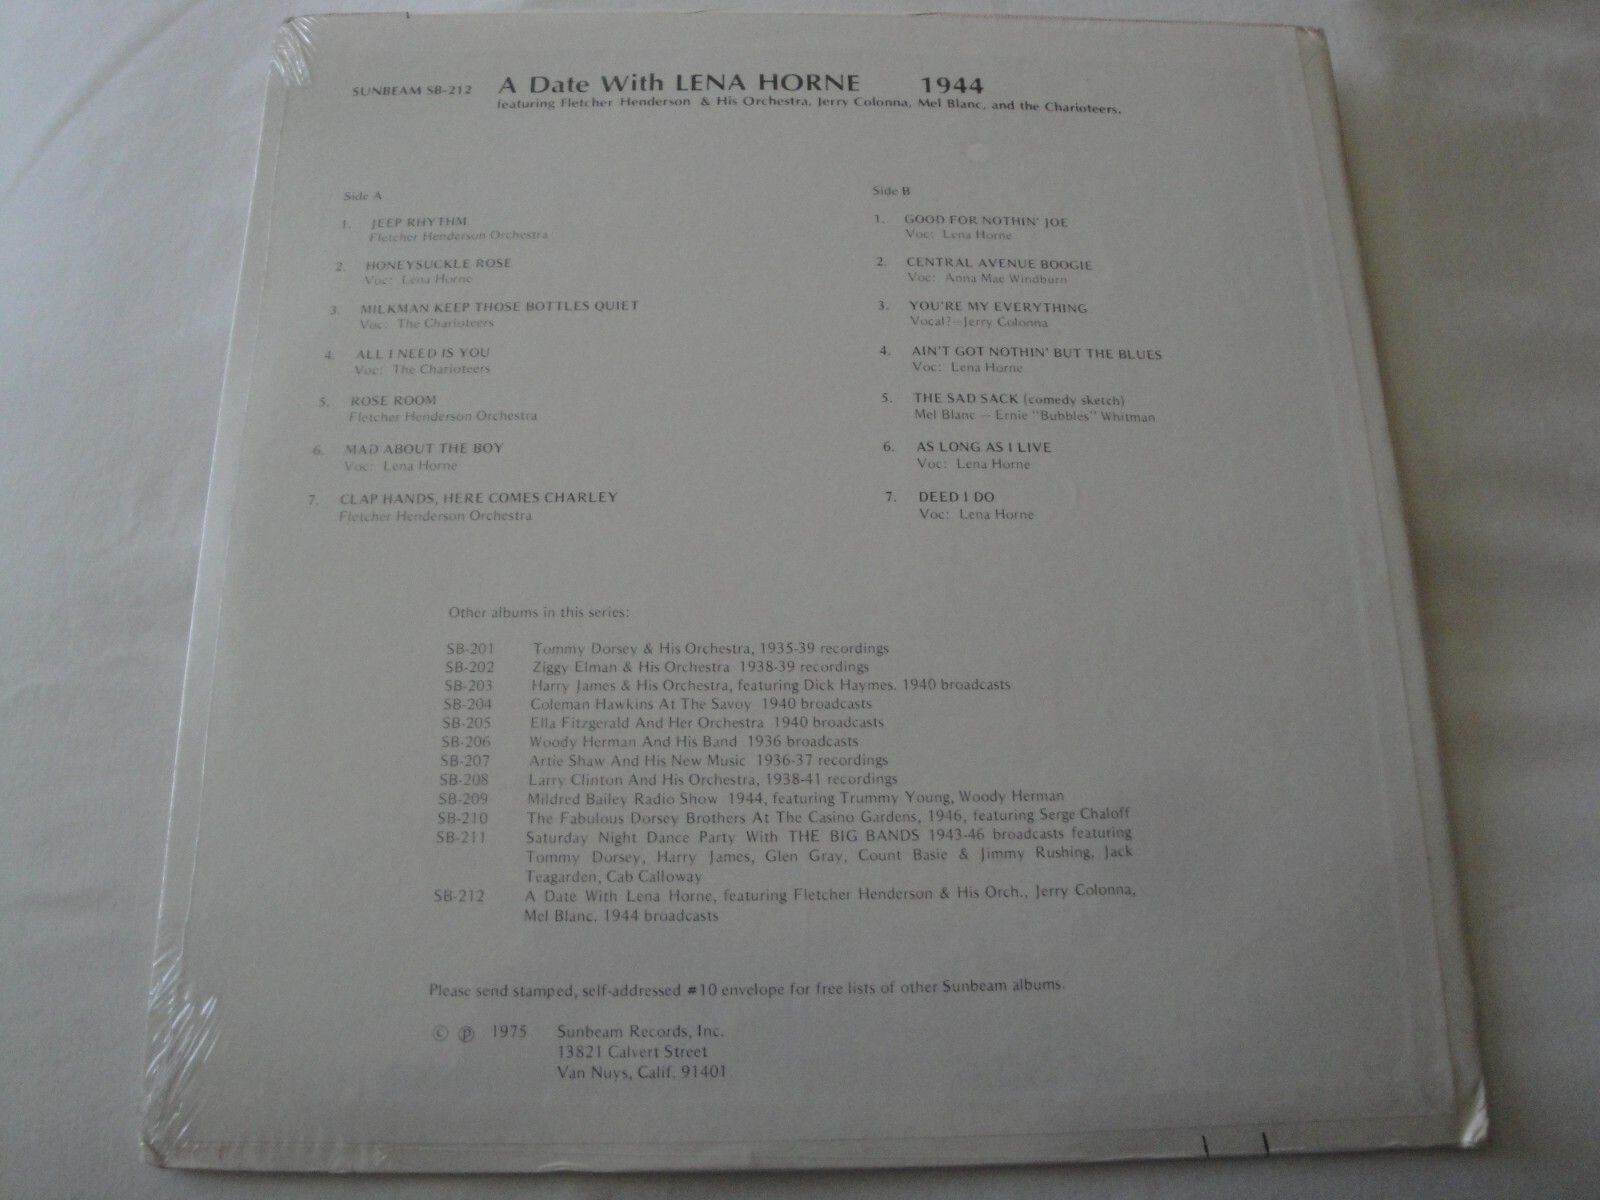 SUNBEAM SB-212 A Date With LENA HORNE 1944
featuring Fletcher Henderson & His Orchestra, Jerry Colonna, Mel Blanc, and the Charioteers.
Side A
1. JEEP RHYTHM
Fletcher Henderson Orchestra
2. HONEYSUCKLE ROSE
Voc: Lena Horne
3. MILKMAN KEEP THOSE BOTTLES QUIET
Voc: The Charioteers
4. ALL I NEED IS YOU
Voc: The Charioteers
5. ROSE ROOM
Fletcher Henderson Orchestra
6. MAD ABOUT THE BOY
Voc: Lena Horne
7. CLAP HANDS, HERE COMES CHARLEY
Fletcher Henderson Orchestra
Side B
1. GOOD FOR NOTHIN' JOE
Voc: Lena Horne
2. CENTRAL AVENUE BOOGIE
Voc: Anna Mae Windburn
3. YOU'RE MY EVERYTHING
Vocal?—Jerry Colonna
4. AIN'T GOT NOTHIN' BUT THE BLUES
Voc: Lena Horne
5. THE SAD SACK (comedy sketch)
Mel Blanc — Ernie "Bubbles" Whitman
6. AS LONG AS I LIVE
Voc: Lena Horne
7. DEED I DO
Voc: Lena Horne
Other albums in this series:
SB-201 Tommy Dorsey & His Orchestra, 1935-39 recordings
SB-202 Ziggy Elman & His Orchestra 1938-39 recordings
SB-203 Harry James & His Orchestra, featuring Dick Haymes. 1940 broadcasts
SB-204 Coleman Hawkins At The Savoy 1940 broadcasts
SB-205 Ella Fitzgerald And Her Orchestra 1940 broadcasts
SB-206 Woody Herman And His Band 1936 broadcasts
SB-207 Artie Shaw And His New Music 1936-37 recordings
SB-208 Larry Clinton And His Orchestra, 1938-41 recordings
SB-209 Mildred Bailey Radio Show 1944, featuring Trummy Young, Woody Herman
SB-210 The Fabulous Dorsey Brothers At The Casino Gardens, 1946, featuring Serge Chaloff
SB-211 Saturday Night Dance Party With THE BIG BANDS 1943-46 broadcasts featuring
Tommy Dorsey, Harry James, Glen Gray, Count Basie & Jimmy Rushing, Jack
Teagarden, Cab Calloway
SB-212 A Date With Lena Horne, featuring Fletcher Henderson & His Orch., Jerry Colonna,
Mel Blanc. 1944 broadcasts
Please send stamped, self-addressed #10 envelope for free lists of other Sunbeam albums.
© ℗ 1975 Sunbeam Records, Inc.
13821 Calvert Street
Van Nuys, Calif. 91401